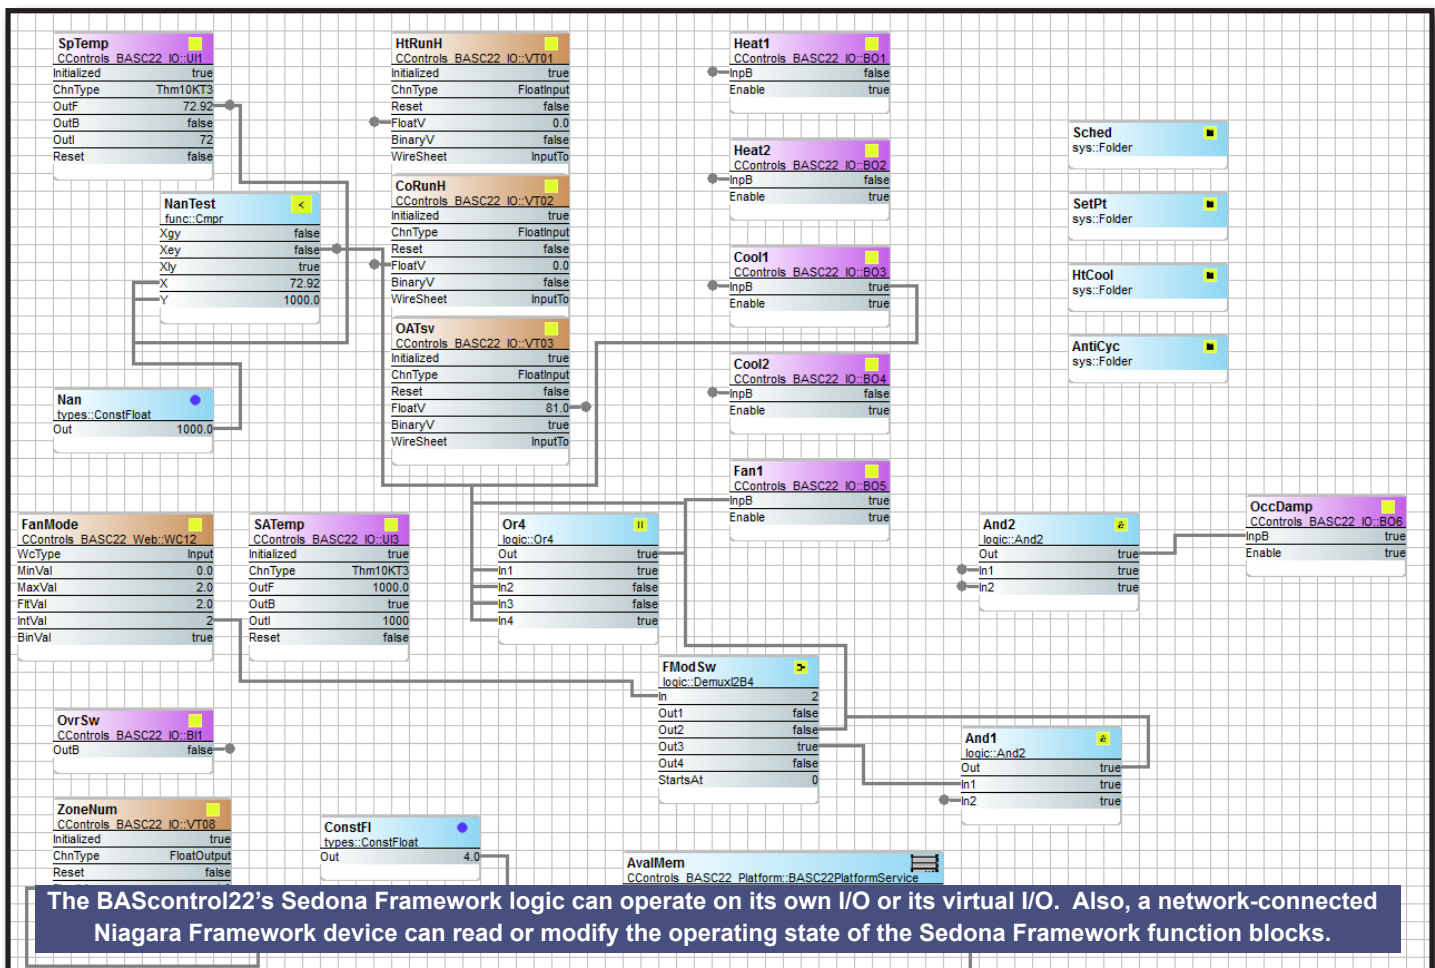 SpTemp
CControls_BASC22_IO::UI1
Initialized true
ChnType Thm10KT3
OutF 72.92
OutB false
OutI 72
Reset false
HtRunH
CControls_BASC22_IO::VT01
Initialized true
ChnType FloatInput
Reset false
FloatV 0.0
BinaryV false
WireSheet InputTo
Heat1
CControls_BASC22_IO::BO1
InpB false
Enable true
Sched
sys::Folder
Heat2
CControls_BASC22_IO::BO2
InpB false
Enable true
NanTest
func::Cmpr
Xgy false
Xey false
Xly true
X 72.92
Y 1000.0
CoRunH
CControls_BASC22_IO::VT02
Initialized true
ChnType FloatInput
Reset false
FloatV 0.0
BinaryV false
WireSheet InputTo
SetPt
sys::Folder
Cool1
CControls_BASC22_IO::BO3
InpB true
Enable true
HtCool
sys::Folder
OATsv
CControls_BASC22_IO::VT03
Initialized true
ChnType FloatInput
Reset false
FloatV 81.0
BinaryV true
WireSheet InputTo
AntiCyc
sys::Folder
Cool2
CControls_BASC22_IO::BO4
InpB false
Enable true
Nan
types::ConstFloat
Out 1000.0
Fan1
CControls_BASC22_IO::BO5
InpB true
Enable true
OccDamp
CControls_BASC22_IO::BO6
InpB true
Enable true
FanMode
CControls_BASC22_Web::WC12
WcType Input
MinVal 0.0
MaxVal 2.0
FltVal 2.0
IntVal 2
BinVal true
SATemp
CControls_BASC22_IO::UI3
Initialized true
ChnType Thm10KT3
OutF 1000.0
OutB true
OutI 1000
Reset false
Or4
logic::Or4
Out true
In1 true
In2 false
In3 false
In4 true
And2
logic::And2
Out true
In1 true
In2 true
FModSw
logic::DemuxI2B4
In 2
Out1 false
Out2 false
Out3 true
Out4 false
StartsAt 0
OvrSw
CControls_BASC22_IO::BI1
OutB false
And1
logic::And2
Out true
In1 true
In2 true
ZoneNum
CControls_BASC22_IO::VT08
Initialized true
ChnType FloatOutput
Reset false
ConstFl
types::ConstFloat
Out 4.0
AvalMem
CControls_BASC22_Platform::BASC22PlatformService
The BAScontrol22's Sedona Framework logic can operate on its own I/O or its virtual I/O. Also, a network-connected
Niagara Framework device can read or modify the operating state of the Sedona Framework function blocks.